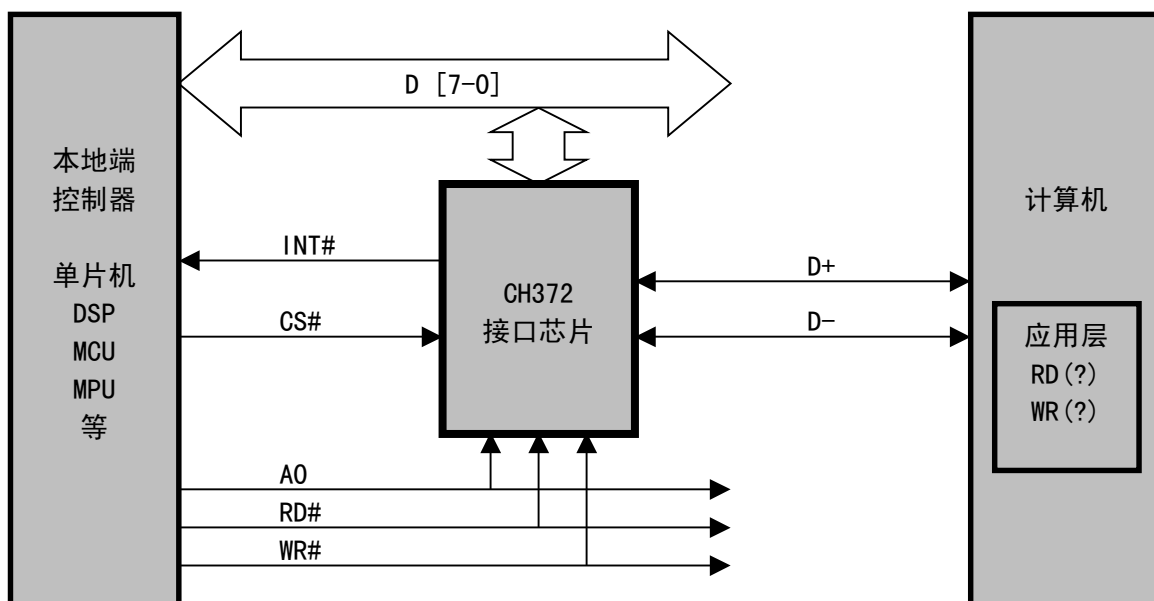 D [7-0]
本地端
控制器
单片机
DSP
MCU
MPU
等
INT#
CS#
CH372
接口芯片
D+
D-
计算机
应用层
RD(?)
WR(?)
A0
RD#
WR#